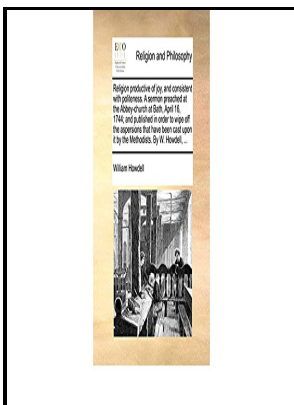 ECCO
Religion and Philosophy
Religion productive of joy, and consistent
with politeness. A sermon preached at
the Abbey-church at Bath, April 16,
1744; and published in order to wipe off
the aspersions that have been cast upon
it by the Methodists. By W. Howdell, ...
William Howdell